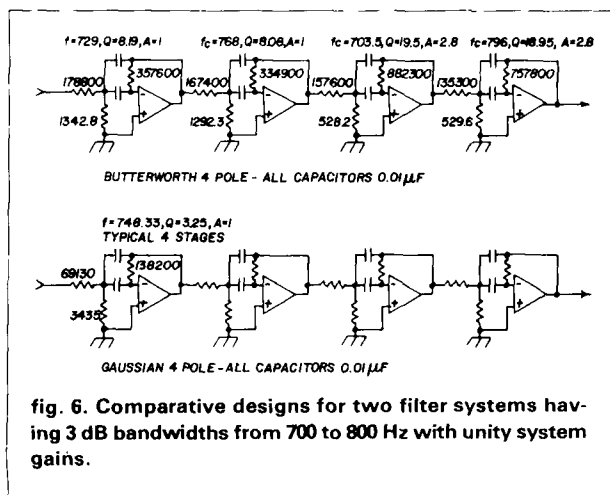 f=729, Q=8.19, A=1
fc=768, Q=8.08, A=1
fc=703.5, Q=19.5, A=2.8
fc=796, Q=18.95, A=2.8
178800
357600
167400
334900
157600
882300
135300
757800
1342.8
1292.3
528.2
529.6
BUTTERWORTH 4 POLE - ALL CAPACITORS 0.01µF
f=748.33, Q=3.25, A=1
TYPICAL 4 STAGES
69130
138200
3435
GAUSSIAN 4 POLE - ALL CAPACITORS 0.01µF
fig. 6. Comparative designs for two filter systems hav-
ing 3 dB bandwidths from 700 to 800 Hz with unity system
gains.